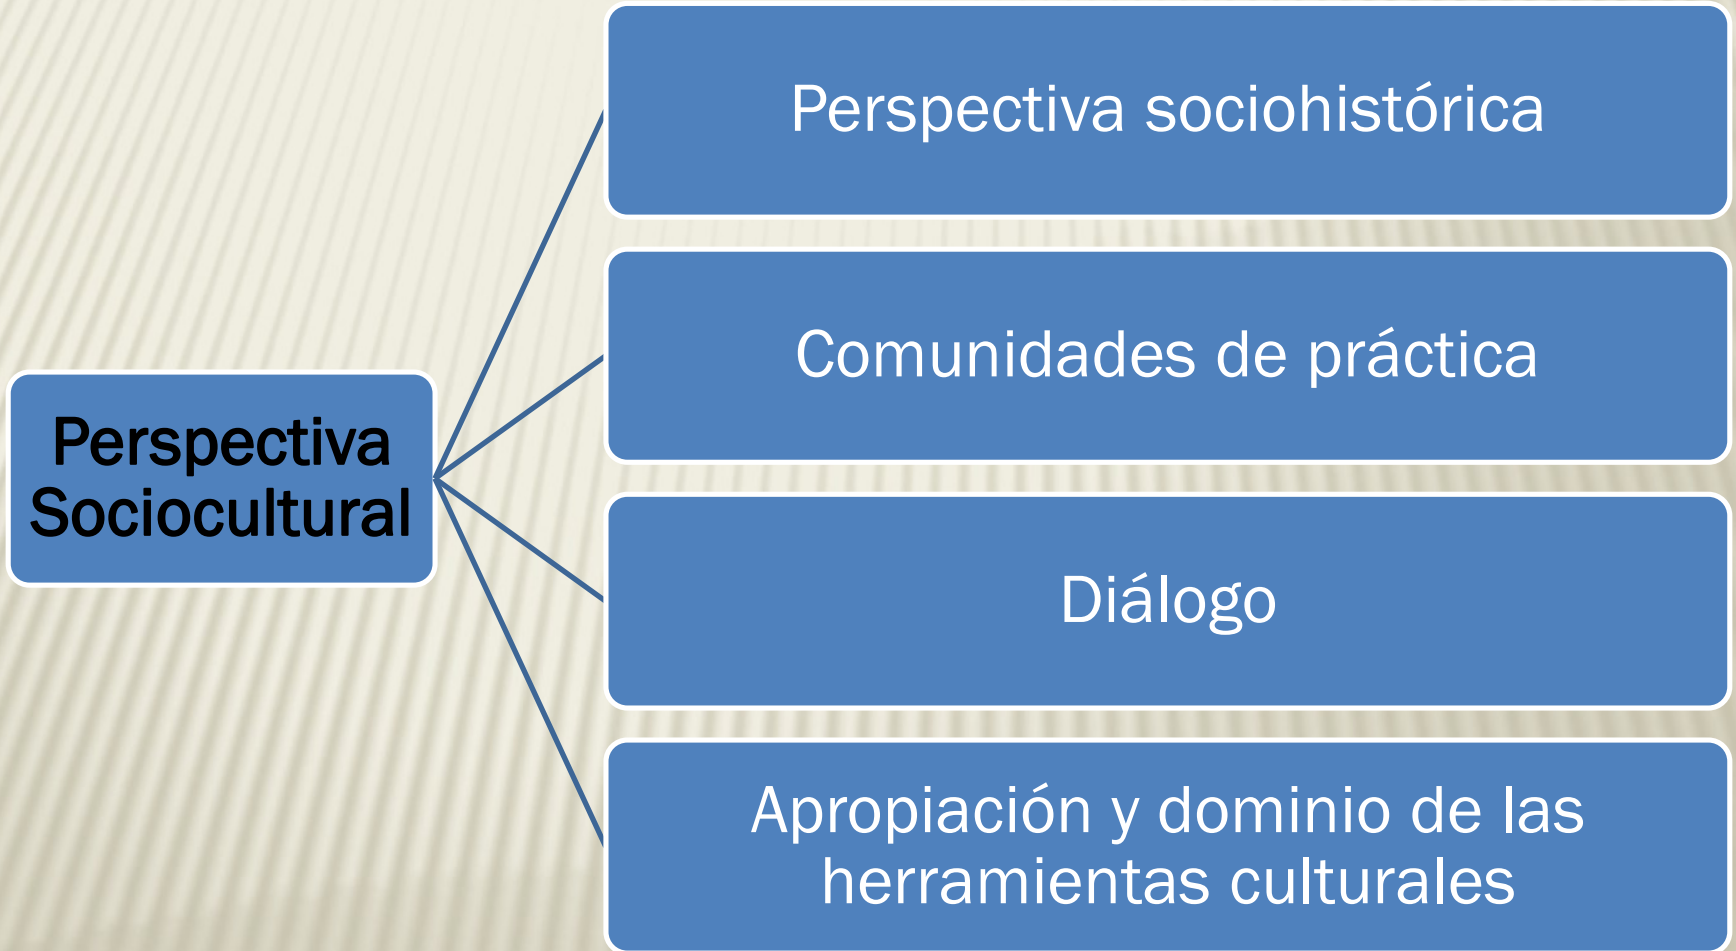 Perspectiva sociohistórica
Comunidades de práctica
Perspectiva
Sociocultural
Diálogo
Apropiación y dominio de las
herramientas culturales